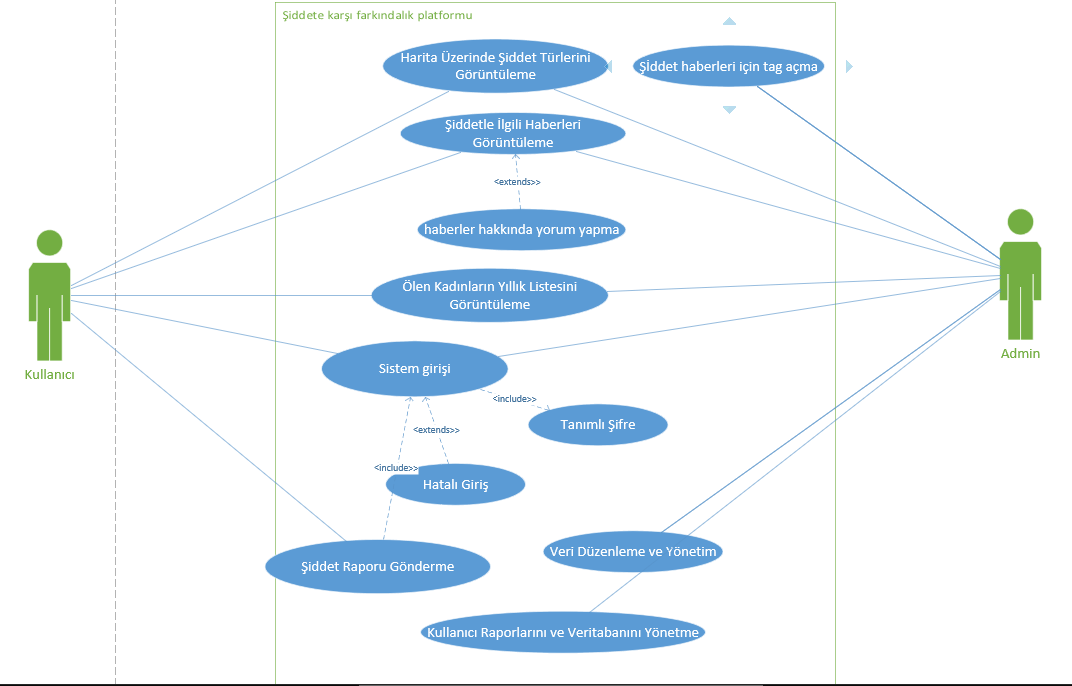 Şiddete karşı farkındalık platformu
Harita Üzerinde Şiddet Türlerini
Görüntüleme
Şİddet haberleri için tag açma
Şiddetle İlgili Haberleri
Görüntüleme
<extends>>
haberler hakkında yorum yapma
Ölen Kadınların Yıllık Listesini
Görüntüleme
Kullanıcı
Admin
Sistem girişi
<include>>
Tanımlı Şifre
<extends>>
<include>>
Hatalı Giriş
Şiddet Raporu Gönderme
Veri Düzenleme ve Yönetim
Kullanıcı Raporlarını ve Veritabanını Yönetme